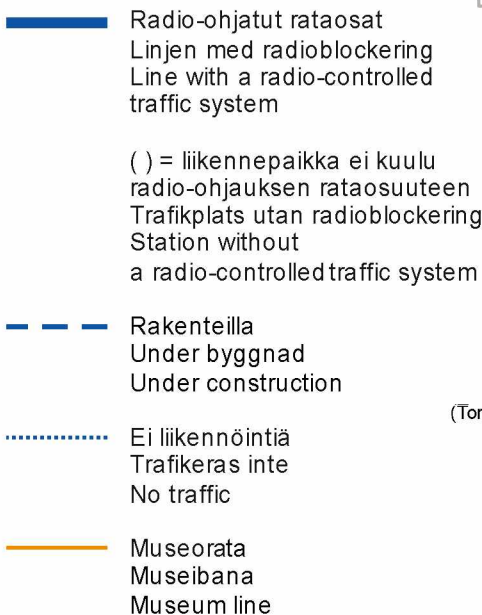 Radio-ohjatut rataosat
Linjen med radioblockering
Line with a radio-controlled
traffic system
( ) = liikennepaikka ei kuulu
radio-ohjauksen rataosuuteen
Trafikplats utan radioblockering
Station without
a radio-controlled traffic system
Rakenteilla
Under byggnad
Under construction
(Tor
Ei liikennöintiä
Trafikeras inte
No traffic
Museorata
Museibana
Museum line